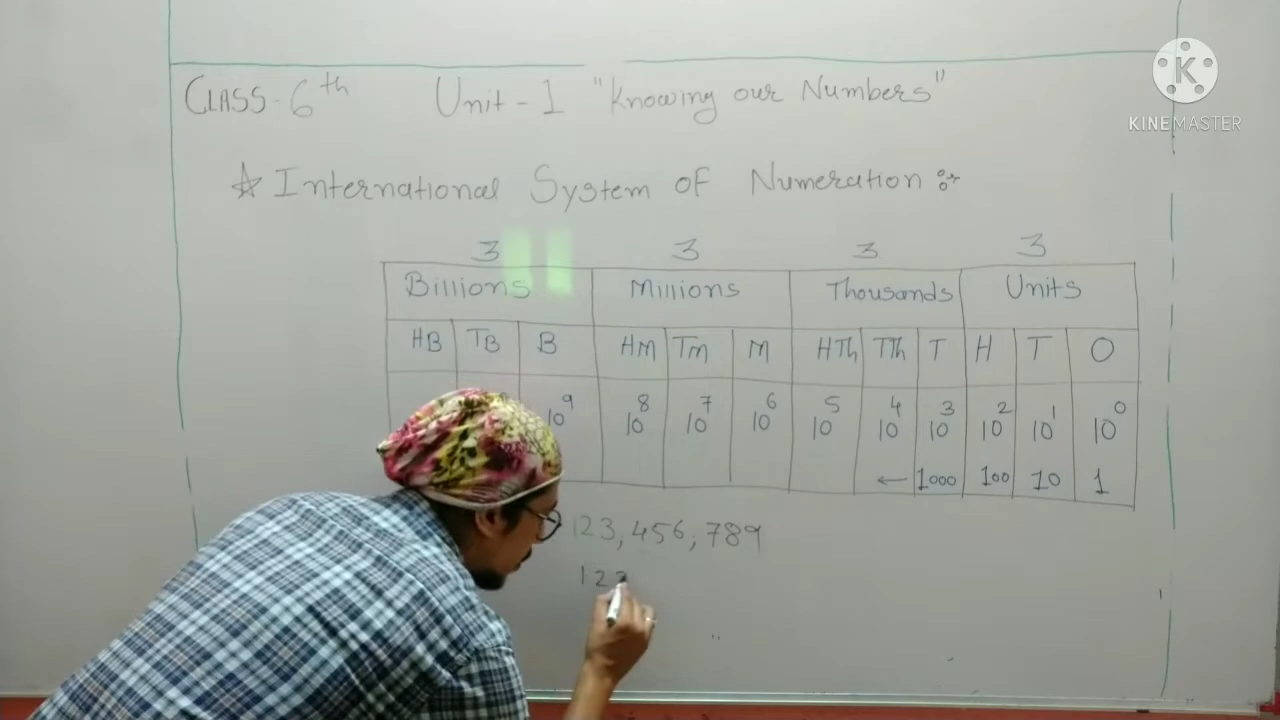 CLASS-6th Unit-1 "Knowing our Numbers"
KINEMASTER
☆ International System of Numeration :-
3 3 3 3
Billions Millions Thousands Units
HB TB B HM TM M HTh TTh T H T O
10⁹ 10⁸ 10⁷ 10⁶ 10⁵ 10⁴ 10³ 10² 10¹ 10⁰
← 1000 100 10 1
123,456,789
12